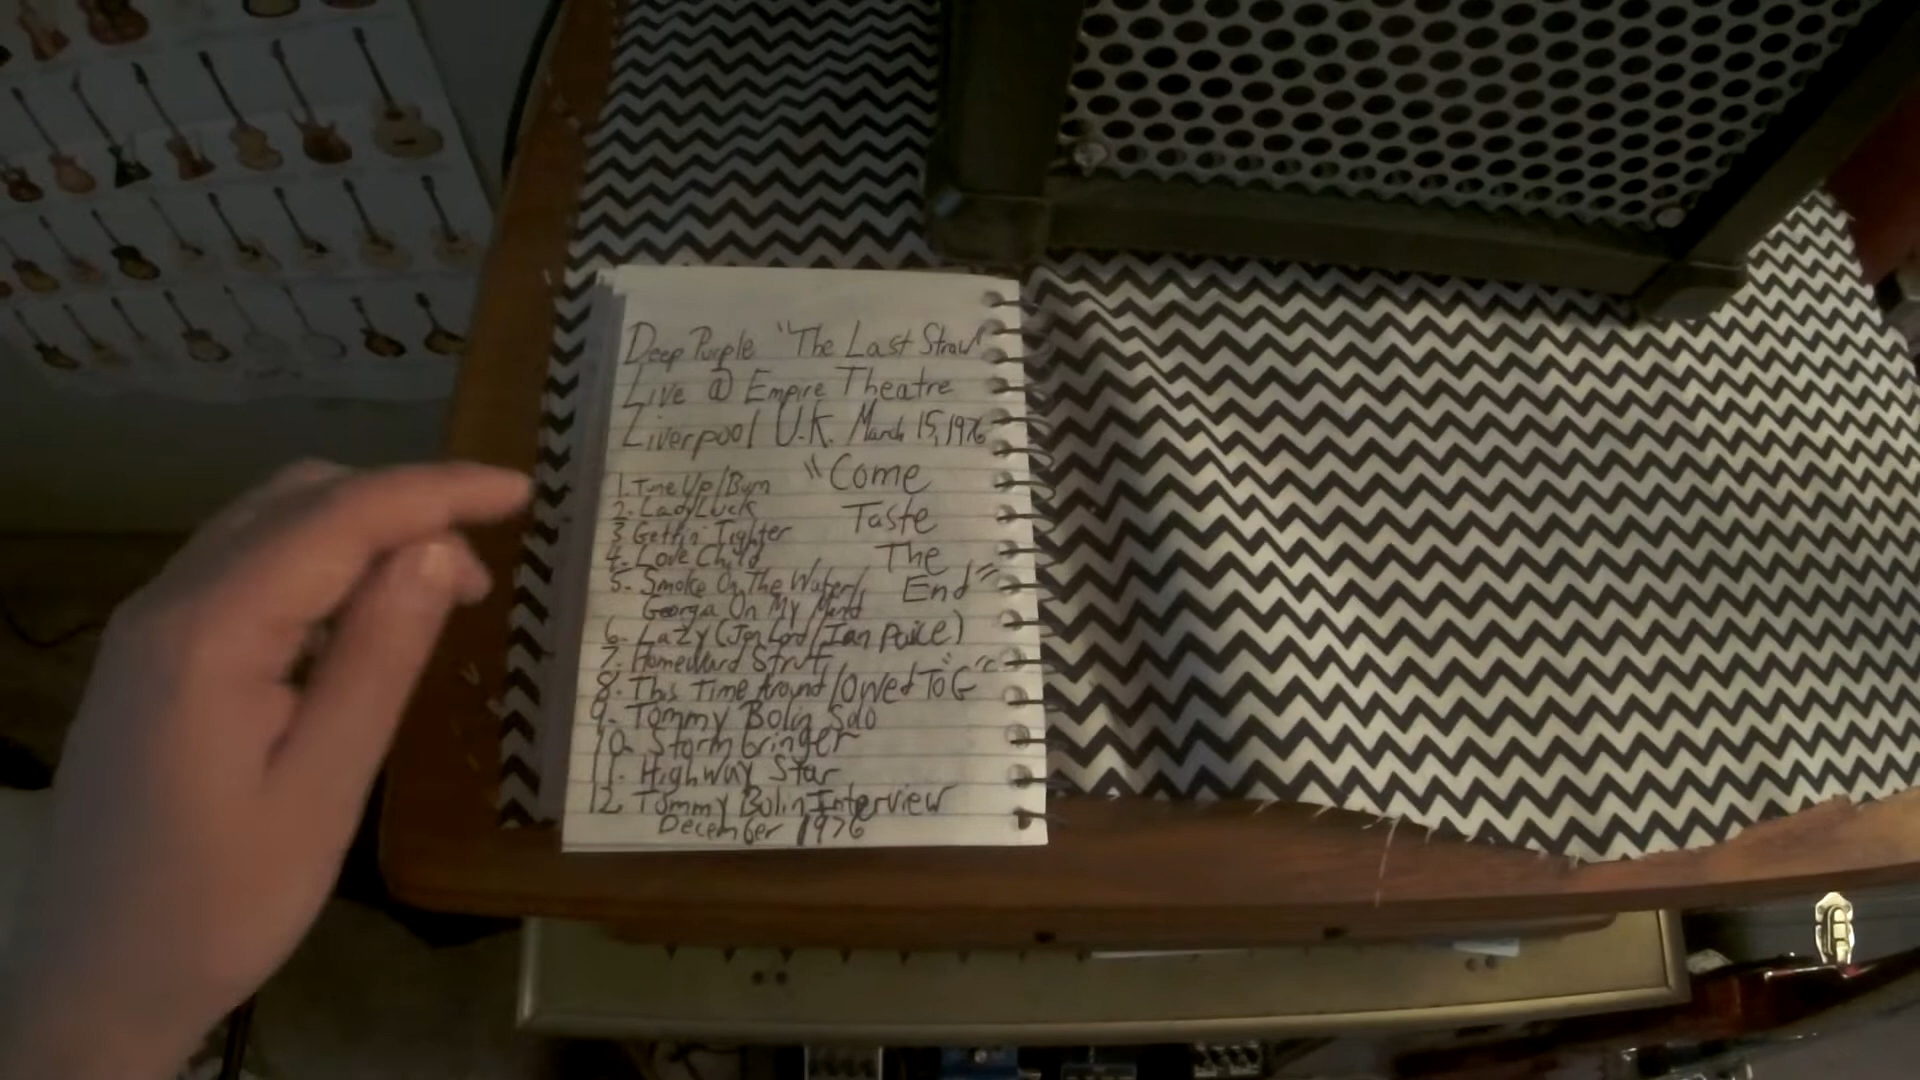 Deep Purple "The Last Straw"
Live @ Empire Theatre
Liverpool U.K. March 15, 1976
"Come
Taste
The
End"
1. Tune Up/Burn
2. Lady Luck
3 Gettin' Tighter
4. Love Child
5. Smoke On The Water/
Georgia On My Mind
6. Lazy (Jon Lord/Ian Paice)
7. Homeward Strut
8. This Time Around/Owed To "G"
9. Tommy Bolin Solo
10. Stormbringer
11. Highway Star
12. Tommy Bolin Interview
December 1976